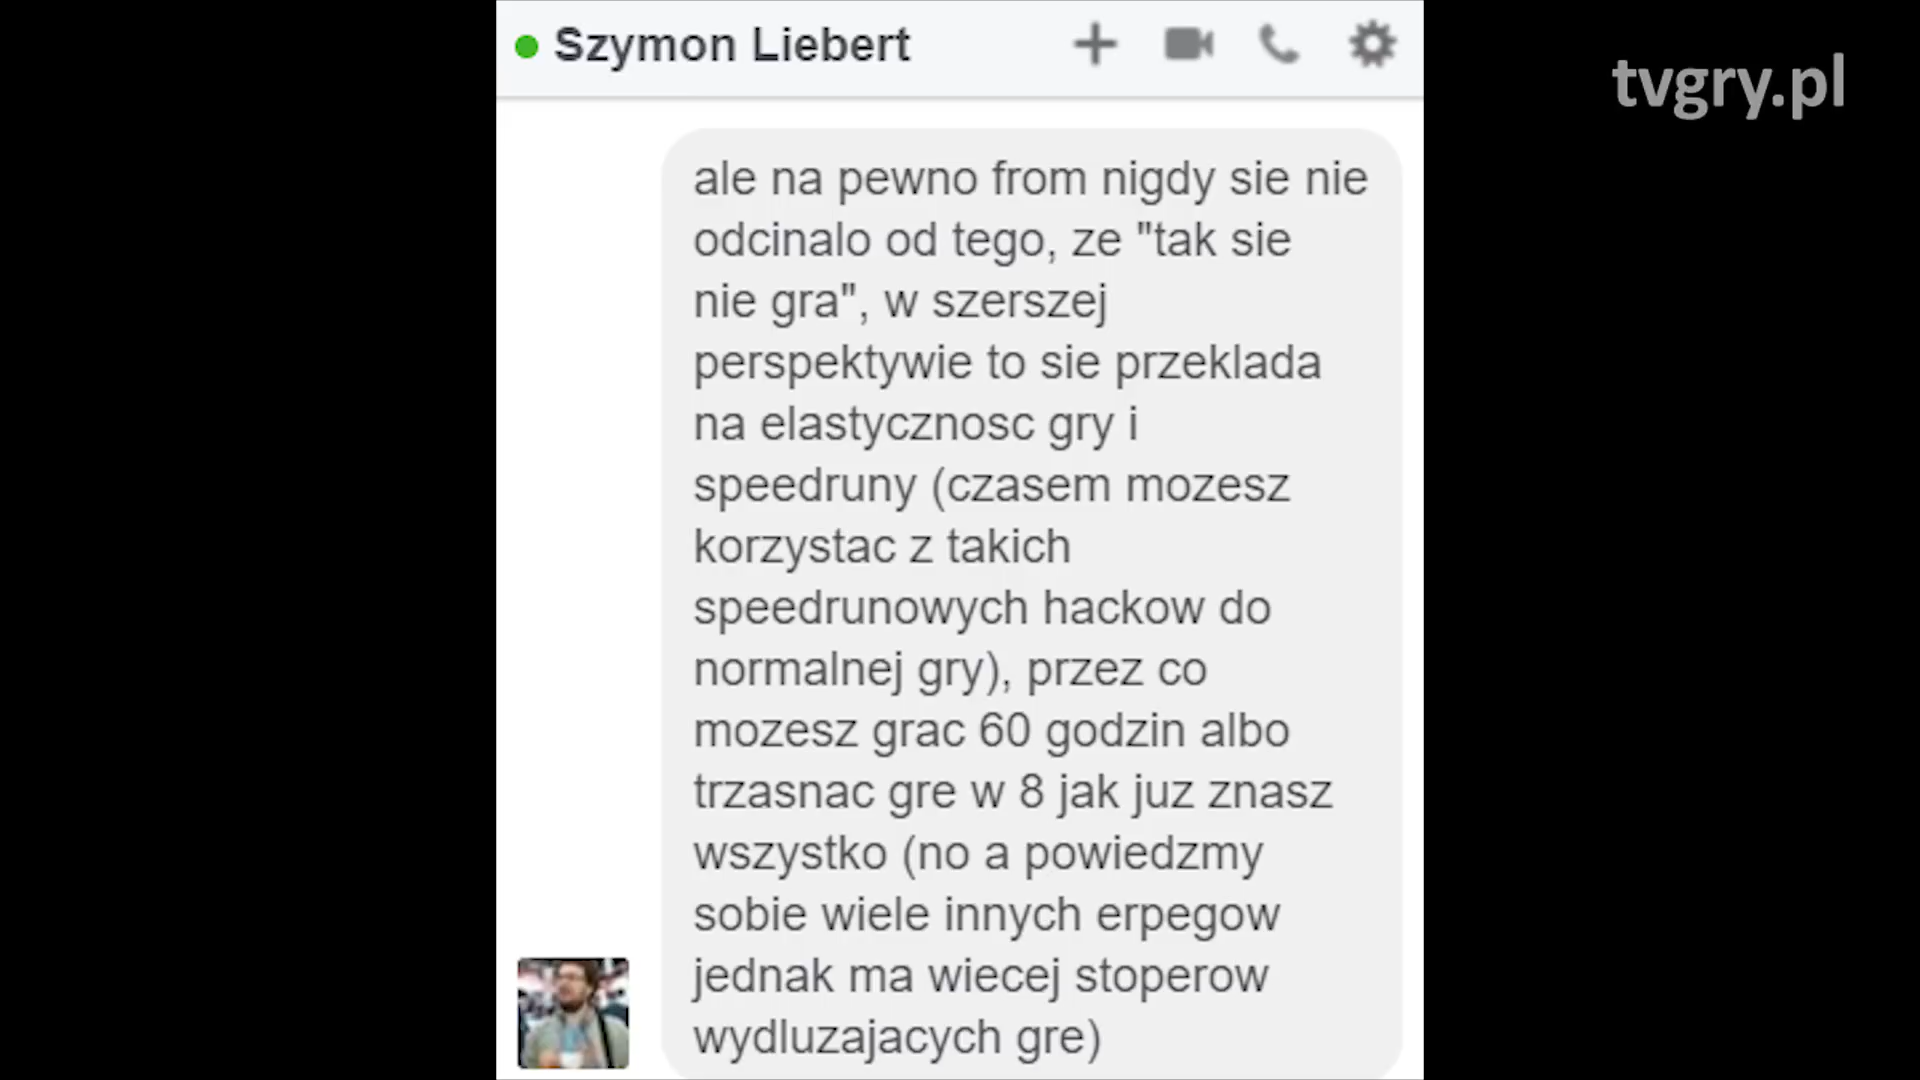 Szymon Liebert
tvgry.pl
ale na pewno from nigdy sie nie
odcinalo od tego, ze "tak sie
nie gra", w szerszej
perspektywie to sie przeklada
na elastycznosc gry i
speedruny (czasem mozesz
korzystac z takich
speedrunowych hackow do
normalnej gry), przez co
mozesz grac 60 godzin albo
trzasnac gre w 8 jak juz znasz
wszystko (no a powiedzmy
sobie wiele innych erpegow
jednak ma wiecej stoperow
wydluzajacych gre)